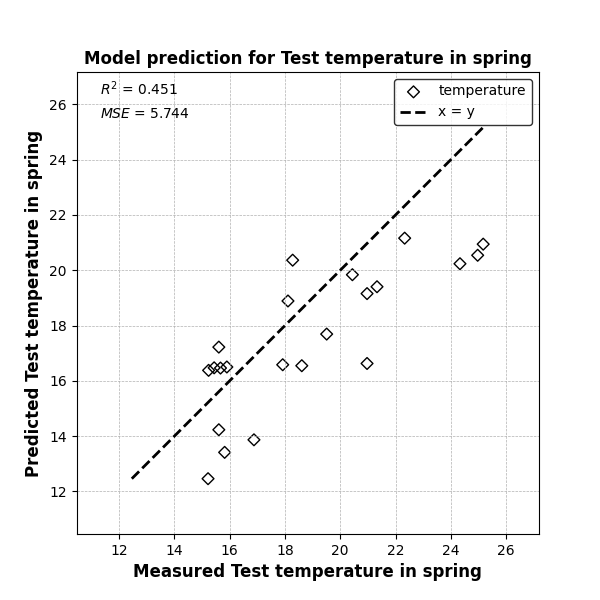 Model prediction for Test temperature in spring
R² = 0.451
MSE = 5.744
temperature
x = y
Predicted Test temperature in spring
26
24
22
20
18
16
14
12
12 14 16 18 20 22 24 26
Measured Test temperature in spring